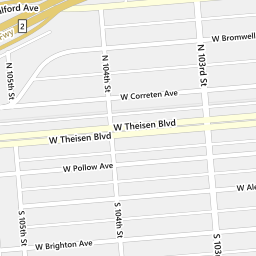 alford Ave
Fwy
2
W Bromwell
N 105th St
N 104th St
N 103rd St
W Correten Ave
W Theisen Blvd
W Theisen Blvd
W Pollow Ave
W Ale
S 105th St
S 104th St
S 103
W Brighton Ave